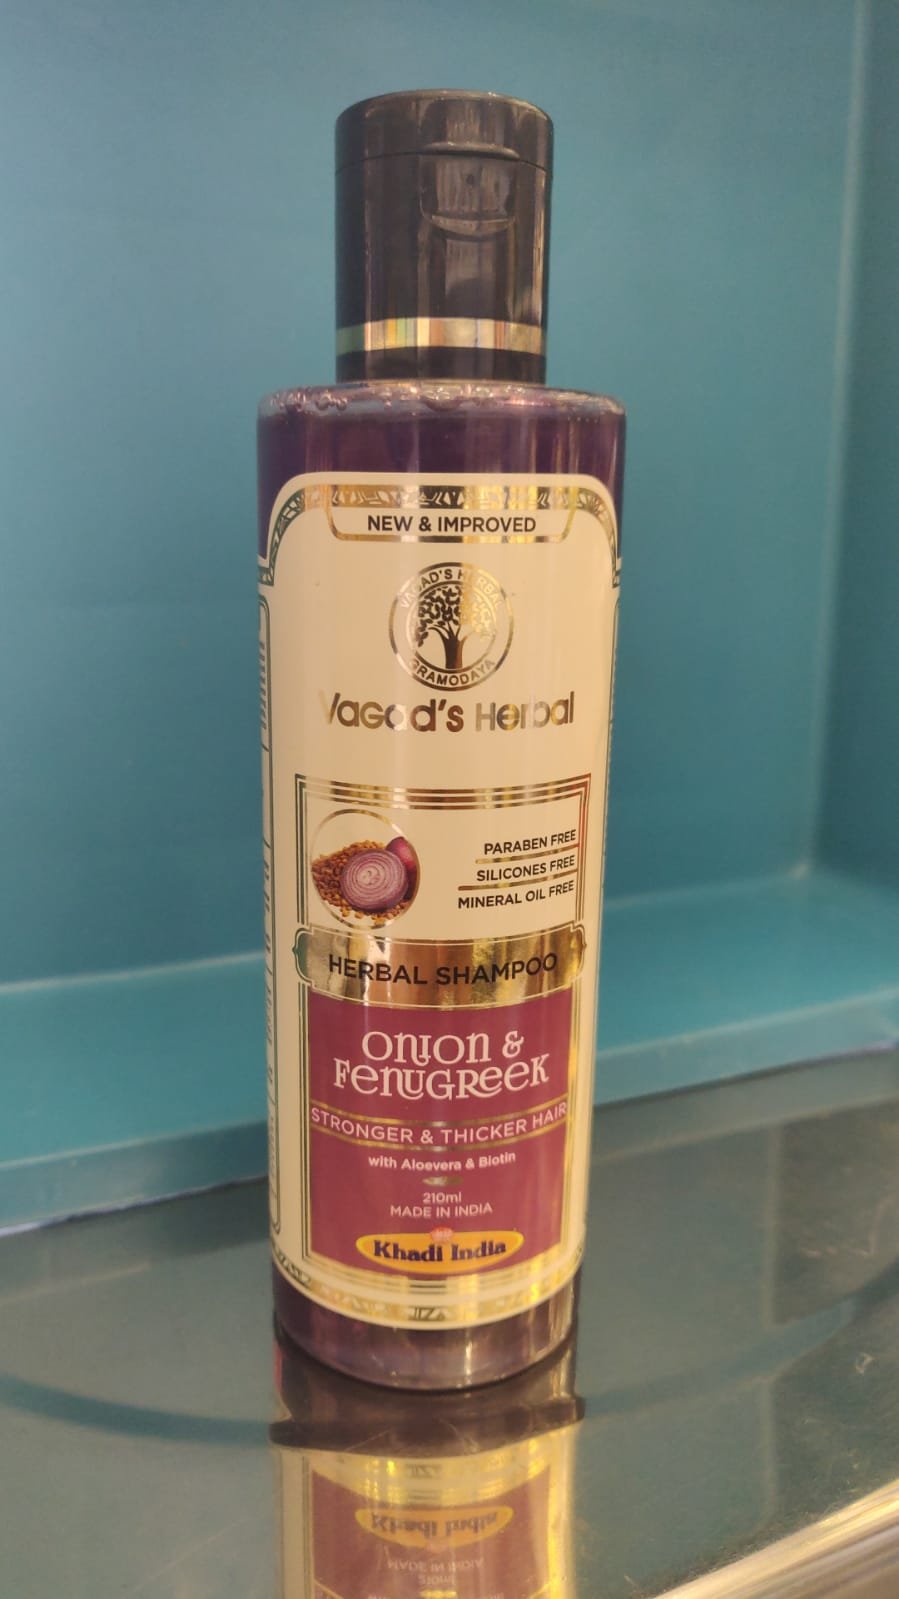 NEW & IMPROVED
VAGAD'S HERBAL
GRAMODAYA
Vagad's Herbal
PARABEN FREE
SILICONES FREE
MINERAL OIL FREE
HERBAL SHAMPOO
ONION &
FENUGREEK
STRONGER & THICKER HAIR
with Aloevera & Biotin
210ml
MADE IN INDIA
Khadi India